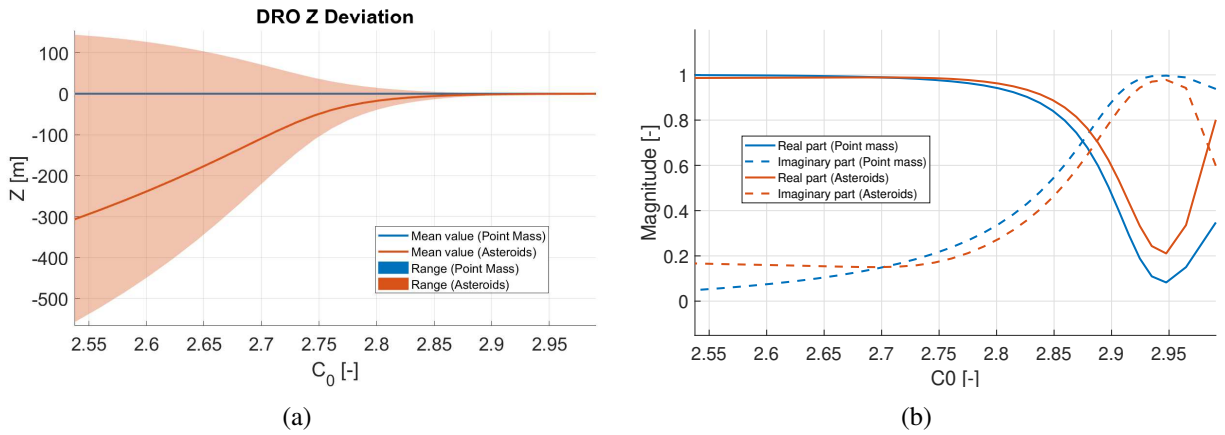 DRO Z Deviation
100
0
-100
-200
-300
-400
-500
Z [m]
Mean value (Point Mass)
Mean value (Asteroids)
Range (Point Mass)
Range (Asteroids)
2.55 2.6 2.65 2.7 2.75 2.8 2.85 2.9 2.95
C0 [-]
(a)
1
0.8
0.6
0.4
0.2
0
Magnitude [-]
Real part (Point mass)
Imaginary part (Point mass)
Real part (Asteroids)
Imaginary part (Asteroids)
2.55 2.6 2.65 2.7 2.75 2.8 2.85 2.9 2.95
C0 [-]
(b)